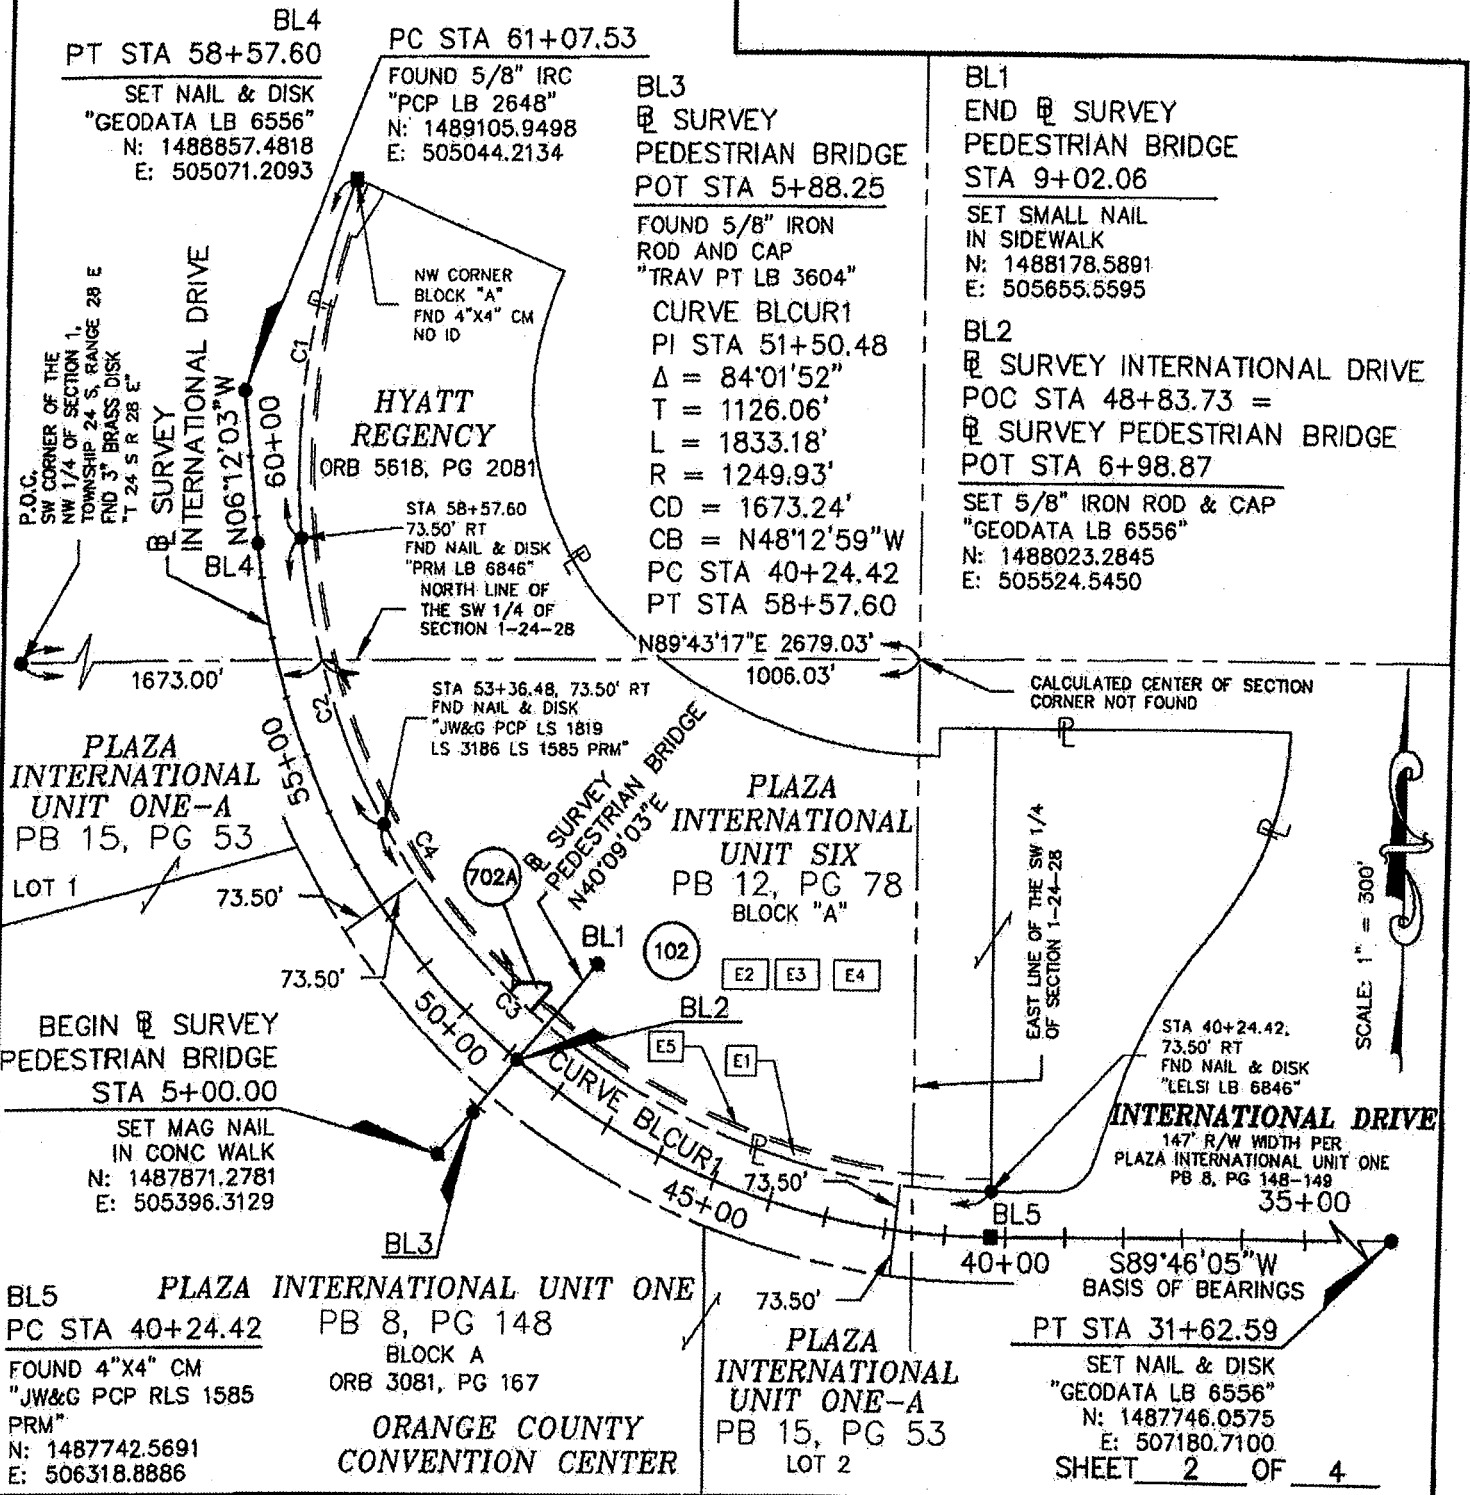 BL4
PT STA 58+57.60
SET NAIL & DISK
"GEODATA LB 6556"
N: 1488857.4818
E: 505071.2093
PC STA 61+07.53
FOUND 5/8" IRC
"PCP LB 2648"
N: 1489105.9498
E: 505044.2134
BL3
BL SURVEY
PEDESTRIAN BRIDGE
POT STA 5+88.25
FOUND 5/8" IRON
ROD AND CAP
"TRAV PT LB 3604"
CURVE BLCUR1
PI STA 51+50.48
Δ = 84°01'52"
T = 1126.06'
L = 1833.18'
R = 1249.93'
CD = 1673.24'
CB = N48°12'59"W
PC STA 40+24.42
PT STA 58+57.60
BL1
END BL SURVEY
PEDESTRIAN BRIDGE
STA 9+02.06
SET SMALL NAIL
IN SIDEWALK
N: 1488178.5891
E: 505655.5595
BL2
BL SURVEY INTERNATIONAL DRIVE
POC STA 48+83.73 =
BL SURVEY PEDESTRIAN BRIDGE
POT STA 6+98.87
SET 5/8" IRON ROD & CAP
"GEODATA LB 6556"
N: 1488023.2845
E: 505524.5450
P.O.C.
SW CORNER OF THE
NW 1/4 OF SECTION 1,
TOWNSHIP 24 S, RANGE 28 E
FND 3" BRASS DISK
"T 24 S R 28 E"
BL SURVEY
INTERNATIONAL DRIVE
N06°12'03"W
60+00
C1
PL
NW CORNER
BLOCK "A"
FND 4"X4" CM
NO ID
HYATT
REGENCY
ORB 5618, PG 2081
STA 58+57.60
73.50' RT
FND NAIL & DISK
"PRM LB 6846"
BL4
NORTH LINE OF
THE SW 1/4 OF
SECTION 1-24-28
PL
N89°43'17"E 2679.03'
1673.00'
1006.03'
CALCULATED CENTER OF SECTION
CORNER NOT FOUND
C2
STA 53+36.48, 73.50' RT
FND NAIL & DISK
"JW&G PCP LS 1819
LS 3186 LS 1585 PRM"
PL
PLAZA
INTERNATIONAL
UNIT ONE-A
PB 15, PG 53
LOT 1
55+00
C4
73.50'
73.50'
702A
BL SURVEY
PEDESTRIAN BRIDGE
N40°09'03"E
PLAZA
INTERNATIONAL
UNIT SIX
PB 12, PG 78
BLOCK "A"
PL
EAST LINE OF THE SW 1/4
OF SECTION 1-24-28
SCALE: 1" = 300'
BL1
102
E2
E3
E4
C3
50+00
BL2
E5
E1
BEGIN BL SURVEY
PEDESTRIAN BRIDGE
STA 5+00.00
SET MAG NAIL
IN CONC WALK
N: 1487871.2781
E: 505396.3129
CURVE BLCUR1
PL
45+00
73.50'
BL3
STA 40+24.42,
73.50' RT
FND NAIL & DISK
"LELSI LB 6846"
INTERNATIONAL DRIVE
147' R/W WIDTH PER
PLAZA INTERNATIONAL UNIT ONE
PB 8, PG 148-149
35+00
BL5
40+00
S89°46'05"W
BASIS OF BEARINGS
73.50'
BL5
PC STA 40+24.42
FOUND 4"X4" CM
"JW&G PCP RLS 1585
PRM"
N: 1487742.5691
E: 506318.8886
PLAZA INTERNATIONAL UNIT ONE
PB 8, PG 148
BLOCK A
ORB 3081, PG 167
ORANGE COUNTY
CONVENTION CENTER
PLAZA
INTERNATIONAL
UNIT ONE-A
PB 15, PG 53
LOT 2
PT STA 31+62.59
SET NAIL & DISK
"GEODATA LB 6556"
N: 1487746.0575
E: 507180.7100
SHEET 2 OF 4